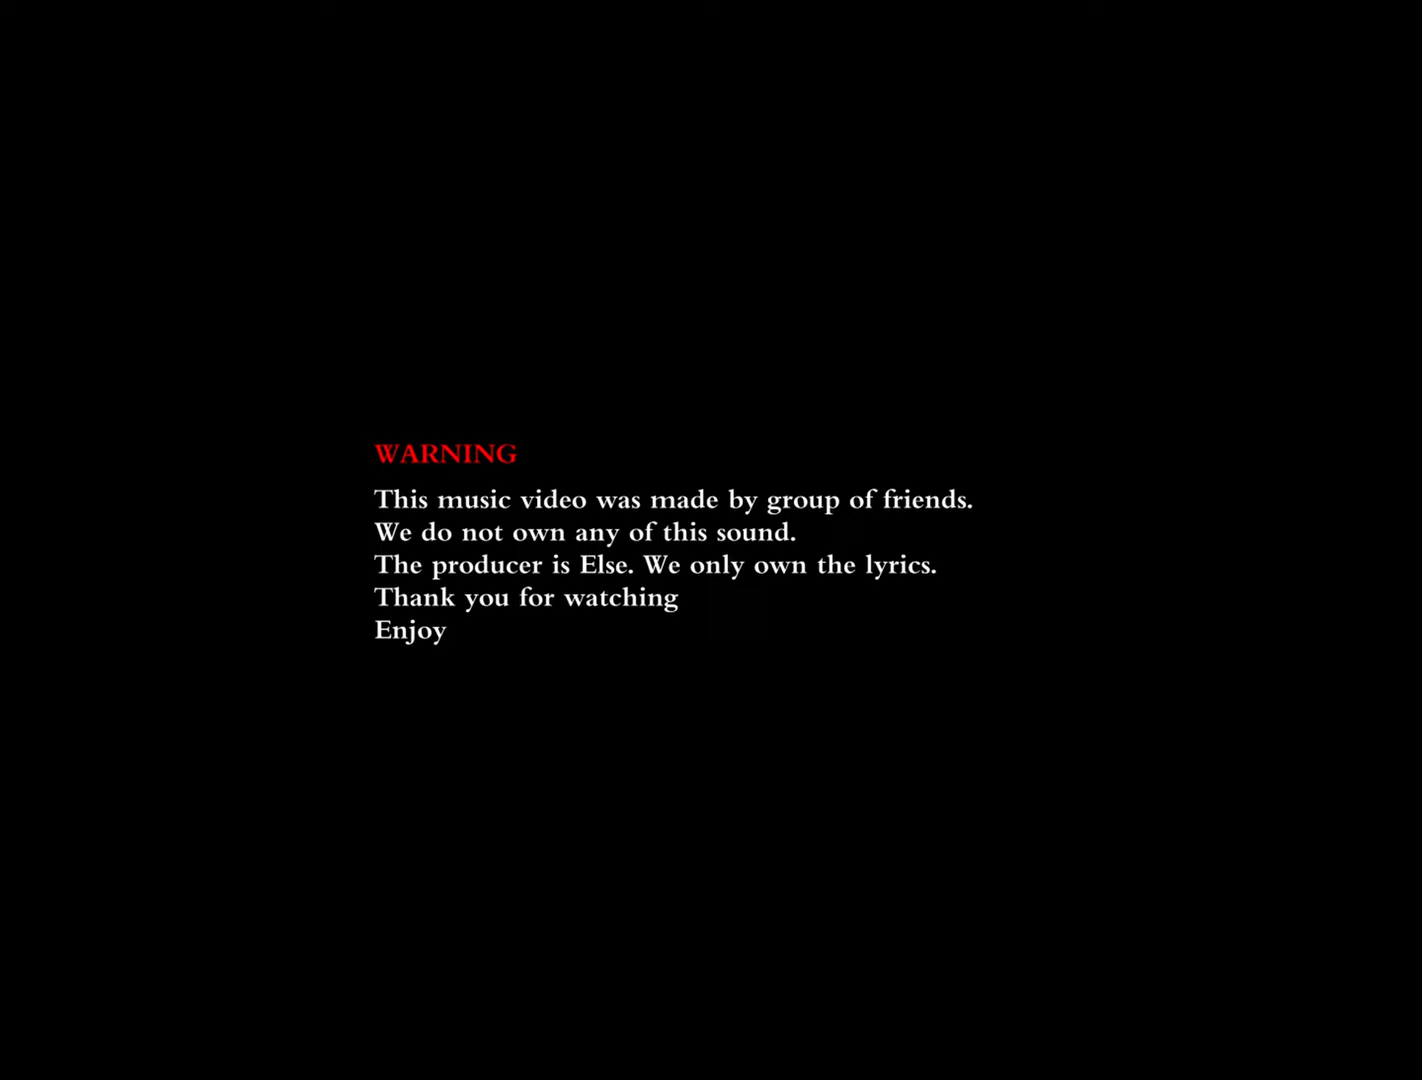 WARNING
This music video was made by group of friends.
We do not own any of this sound.
The producer is Else. We only own the lyrics.
Thank you for watching
Enjoy